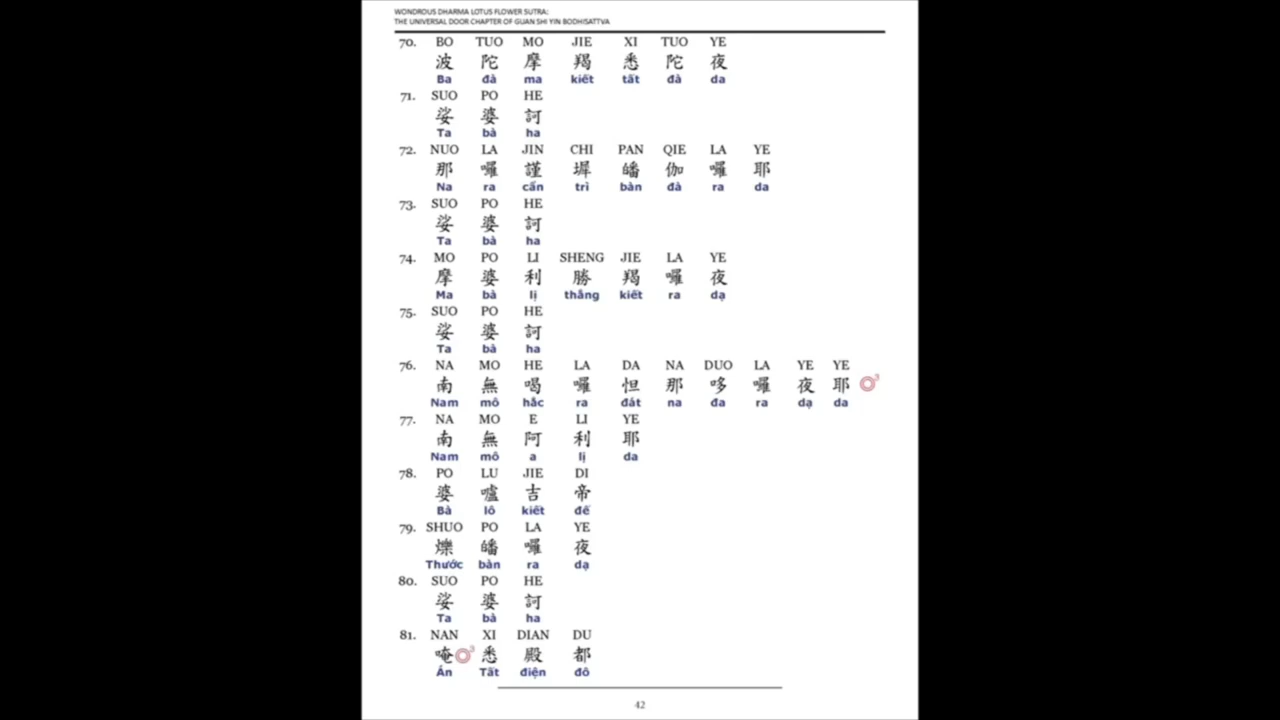 WONDROUS DHARMA LOTUS FLOWER SUTRA:
THE UNIVERSAL DOOR CHAPTER OF GUAN SHI YIN BODHISATTVA
70. BO TUO MO JIE XI TUO YE
波 陀 摩 羯 悉 陀 夜
Ba đà ma kiết tất đà da
71. SUO PO HE
娑 婆 訶
Ta bà ha
72. NUO LA JIN CHI PAN QIE LA YE
那 囉 謹 墀 皤 伽 囉 耶
Na ra cẩn trì bàn đà ra da
73. SUO PO HE
娑 婆 訶
Ta bà ha
74. MO PO LI SHENG JIE LA YE
摩 婆 利 勝 羯 囉 夜
Ma bà lị thắng kiết ra dạ
75. SUO PO HE
娑 婆 訶
Ta bà ha
76. NA MO HE LA DA NA DUO LA YE YE
南 無 喝 囉 怛 那 哆 囉 夜 耶
Nam mô hắc ra đát na đa ra dạ da
77. NA MO E LI YE
南 無 阿 利 耶
Nam mô a lị da
78. PO LU JIE DI
婆 嚧 吉 帝
Bà lô kiết đế
79. SHUO PO LA YE
爍 皤 囉 夜
Thước bàn ra dạ
80. SUO PO HE
娑 婆 訶
Ta bà ha
81. NAN XI DIAN DU
唵 悉 殿 都
Án Tất điện đô
42